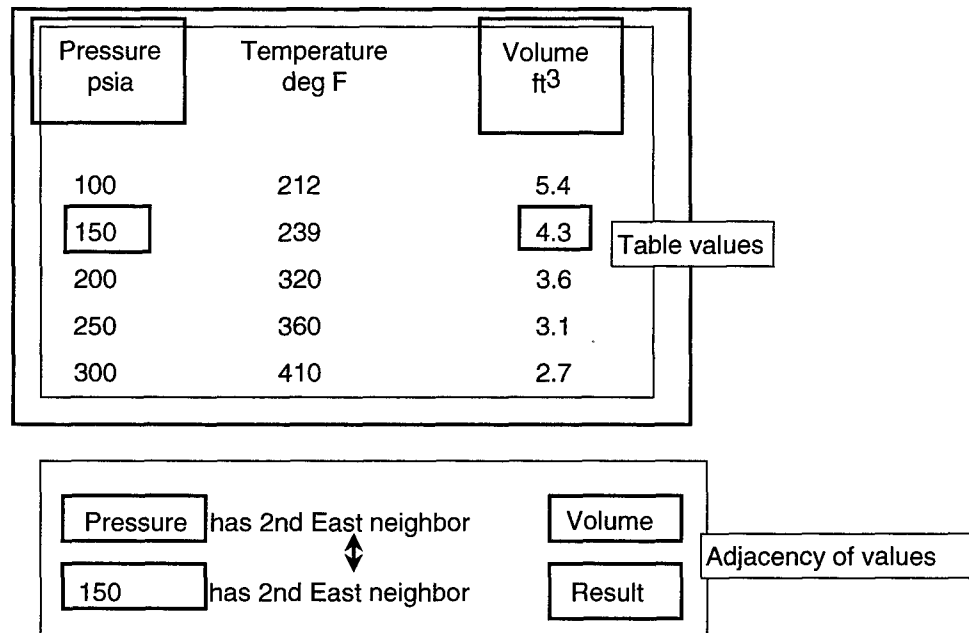 Pressure Temperature Volume
psia deg F ft3
100 212 5.4
150 239 4.3
Table values
200 320 3.6
250 360 3.1
300 410 2.7
Pressure has 2nd East neighbor Volume
Adjacency of values
150 has 2nd East neighbor Result